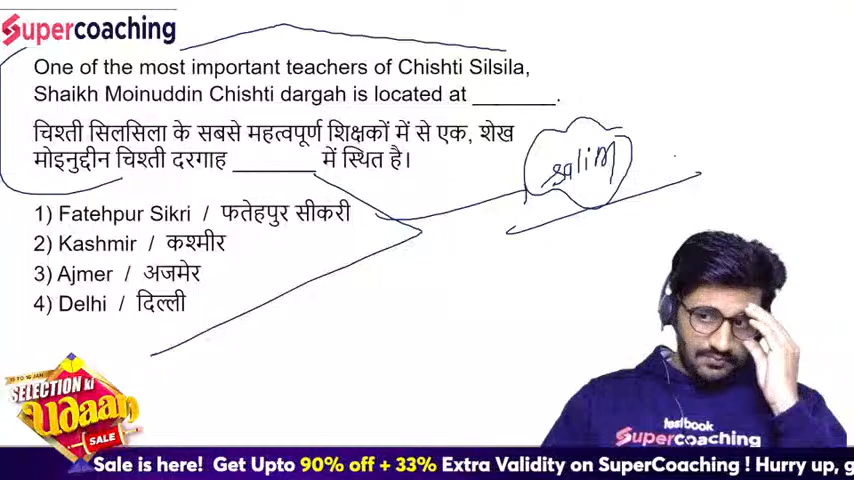 Supercoaching
One of the most important teachers of Chishti Silsila,
Shaikh Moinuddin Chishti dargah is located at _______.
चिश्ती सिलसिला के सबसे महत्वपूर्ण शिक्षकों में से एक, शेख
मोइनुद्दीन चिश्ती दरगाह _______ में स्थित है।
salim
1) Fatehpur Sikri / फतेहपुर सीकरी
2) Kashmir / कश्मीर
3) Ajmer / अजमेर
4) Delhi / दिल्ली
SELECTION ki
Udaan
SALE
testbook
Supercoaching
Sale is here! Get Upto 90% off + 33% Extra Validity on SuperCoaching ! Hurry up, g